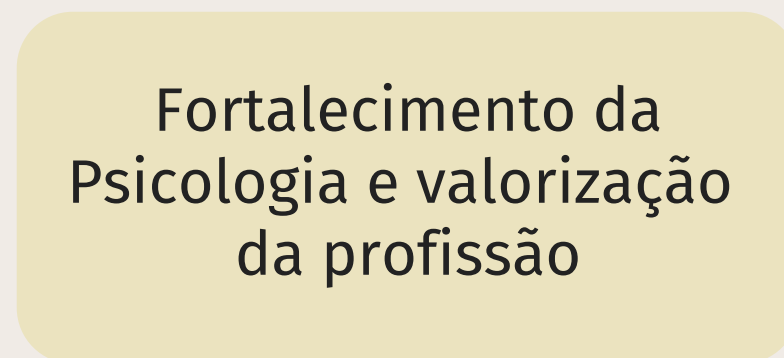 Fortalecimento da
Psicologia e valorização
da profissão